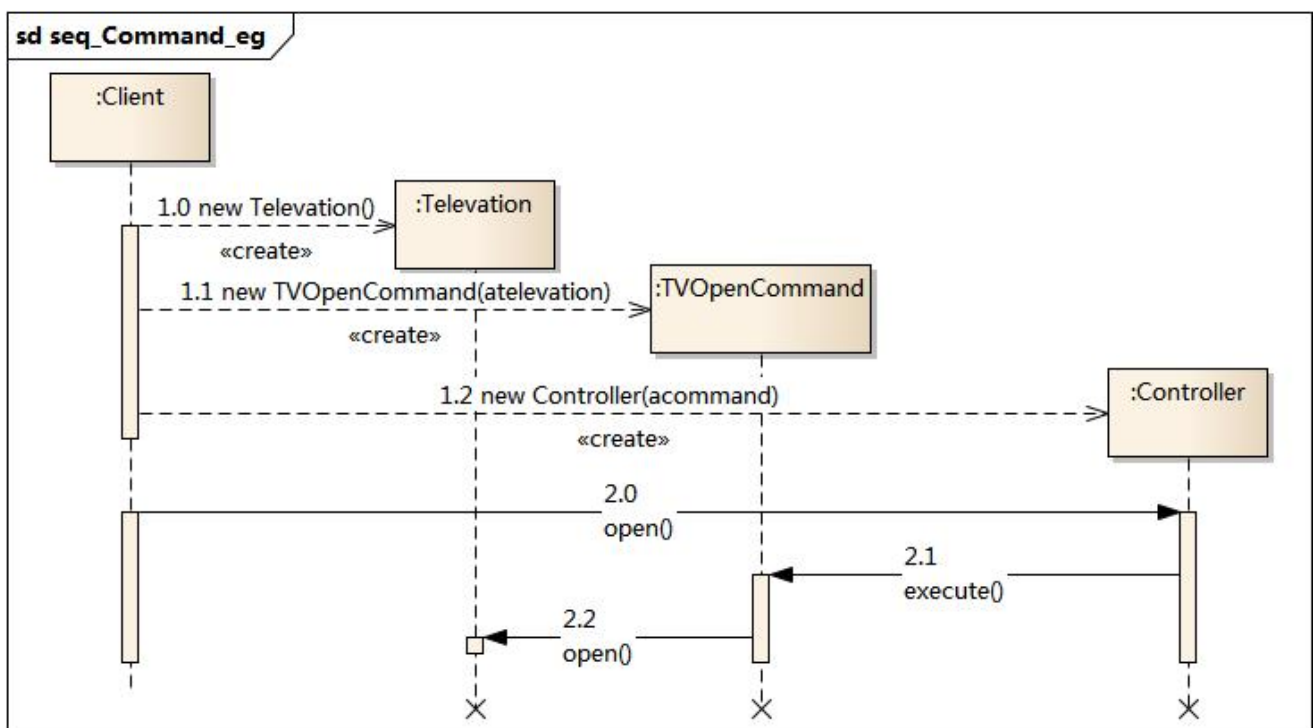 sd seq_Command_eg
:Client
1.0 new Televation()
:Televation
«create»
1.1 new TVOpenCommand(atelevation)
:TVOpenCommand
«create»
1.2 new Controller(acommand)
:Controller
«create»
2.0
open()
2.1
execute()
2.2
open()